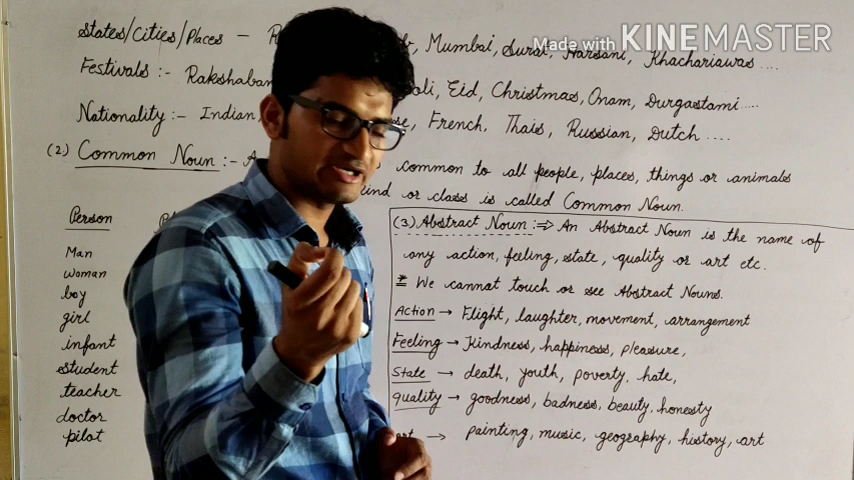 Made with KINEMASTER
States/Cities/Places - Mumbai, Surat, Harsani, Khachariawas ....
Festivals :- Rakshaban oli, Eid, Christmas, Onam, Durgastami.....
Nationality :- Indian, se, French, Thais, Russian, Dutch ....
(2) Common Noun :- A common to all people, places, things or animals
kind or class is called Common Noun.
Person
Man
woman
boy
girl
infant
student
teacher
doctor
pilot
(3) Abstract Noun :⇒ An Abstract Noun is the name of
any action, feeling, state, quality or art etc.
* We cannot touch or see Abstract Nouns.
Action → Flight, laughter, movement, arrangement
Feeling → Kindness, happiness, pleasure,
State → death, youth, poverty, hate,
quality → goodness, badness, beauty, honesty
→ painting, music, geography, history, art